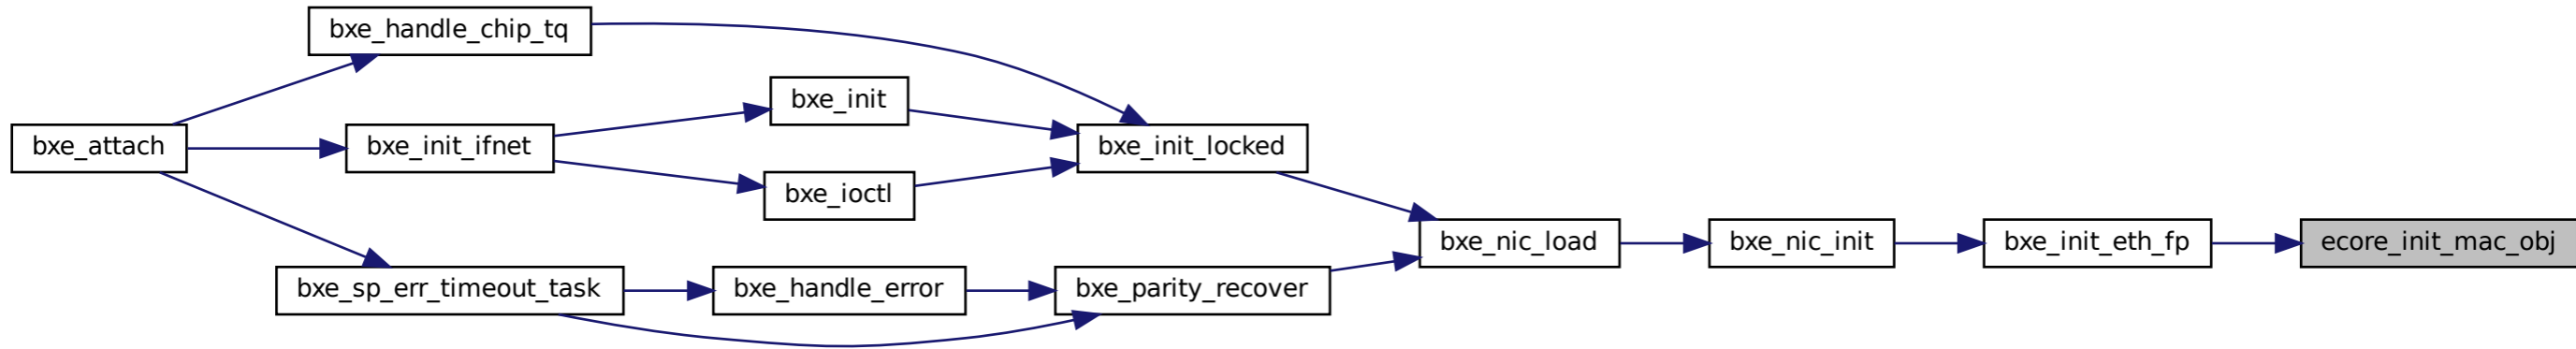 bxe_handle_chip_tq
bxe_init
bxe_attach
bxe_init_ifnet
bxe_init_locked
bxe_ioctl
bxe_nic_load
bxe_nic_init
bxe_init_eth_fp
ecore_init_mac_obj
bxe_sp_err_timeout_task
bxe_handle_error
bxe_parity_recover